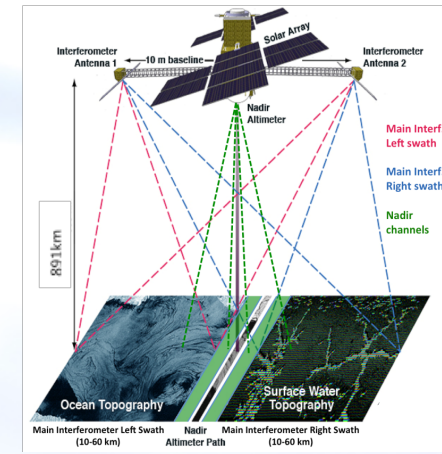 Solar Array
Interferometer
Antenna 1
10 m baseline
Interferometer
Antenna 2
Nadir
Altimeter
Main Interf
Left swath
Main Interf
Right swath
Nadir
channels
891km
Ocean Topography
Surface Water
Topography
Main Interferometer Left Swath
(10-60 km)
Nadir
Altimeter Path
Main Interferometer Right Swath
(10-60 km)